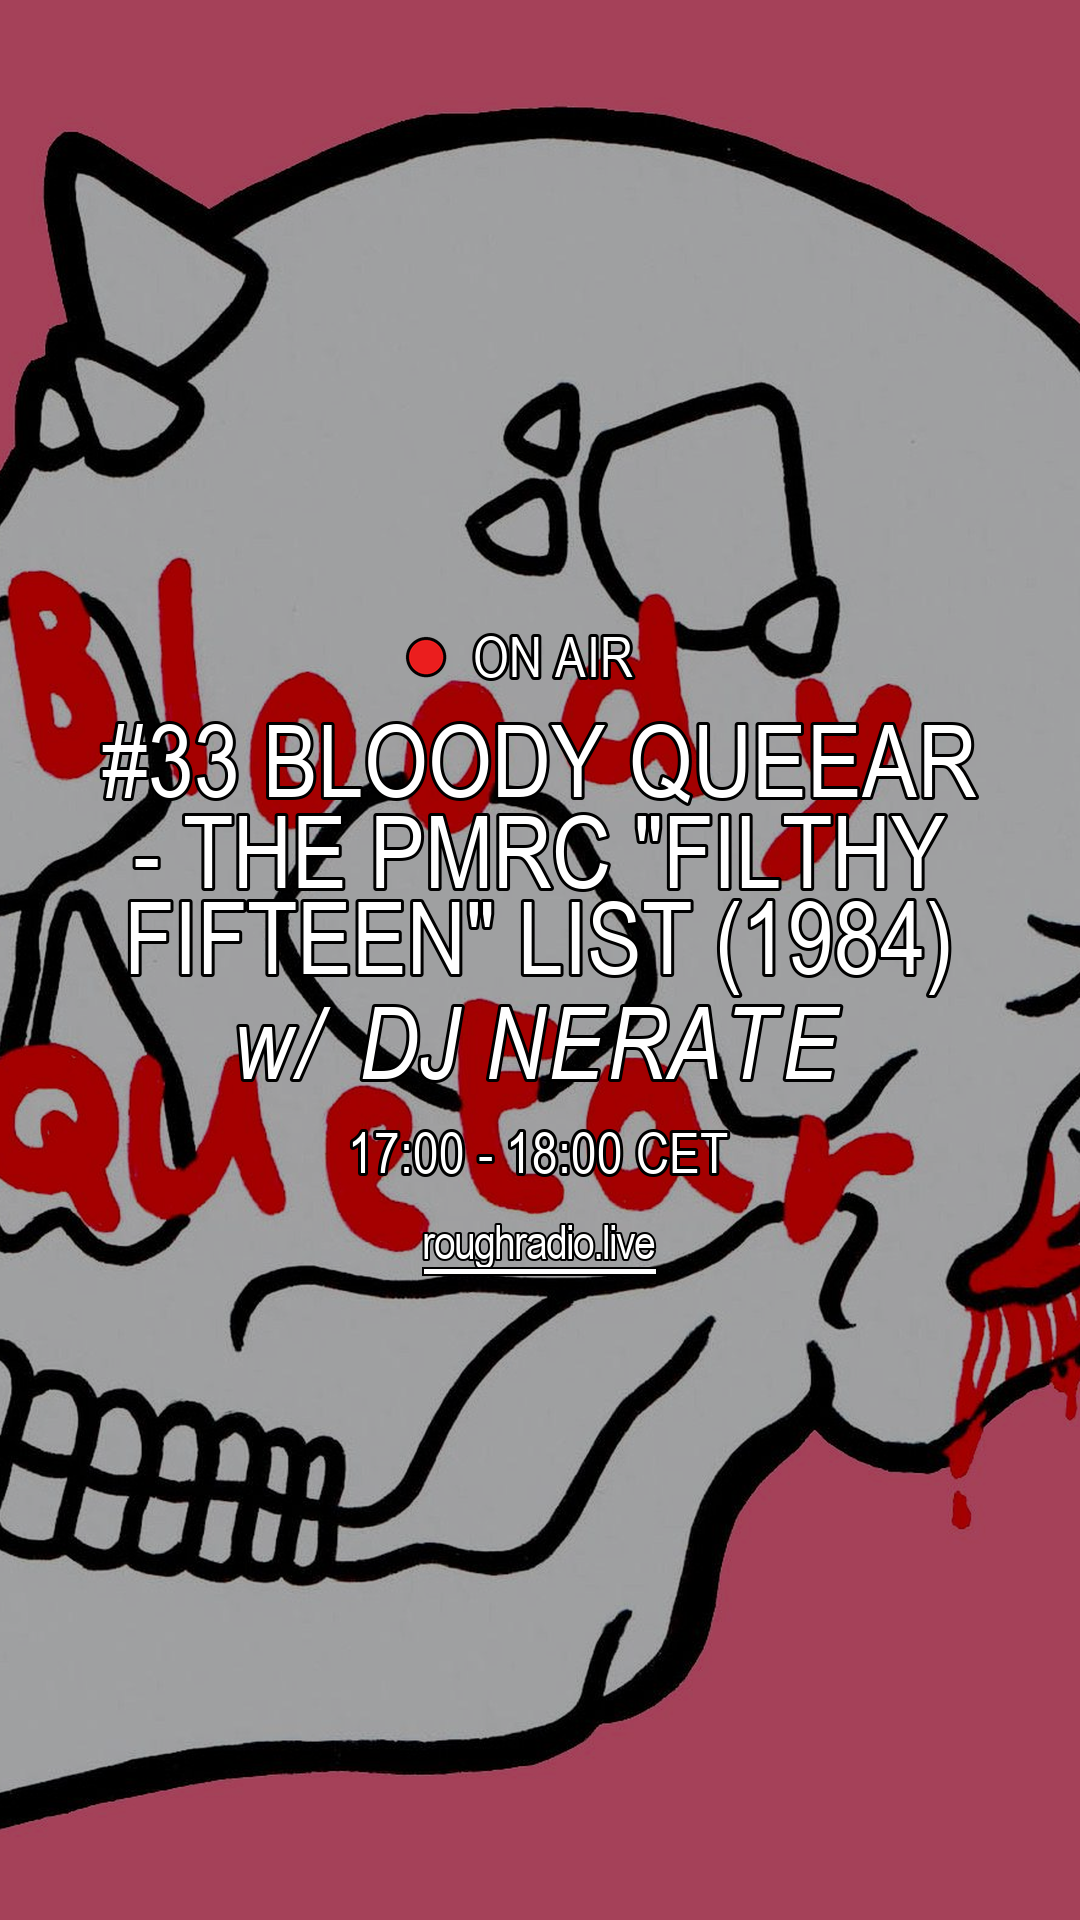 Bloody
ON AIR
#33 BLOODY QUEEAR
- THE PMRC "FILTHY
FIFTEEN" LIST (1984)
w/ DJ NERATE
QuEEar
17:00 - 18:00 CET
roughradio.live